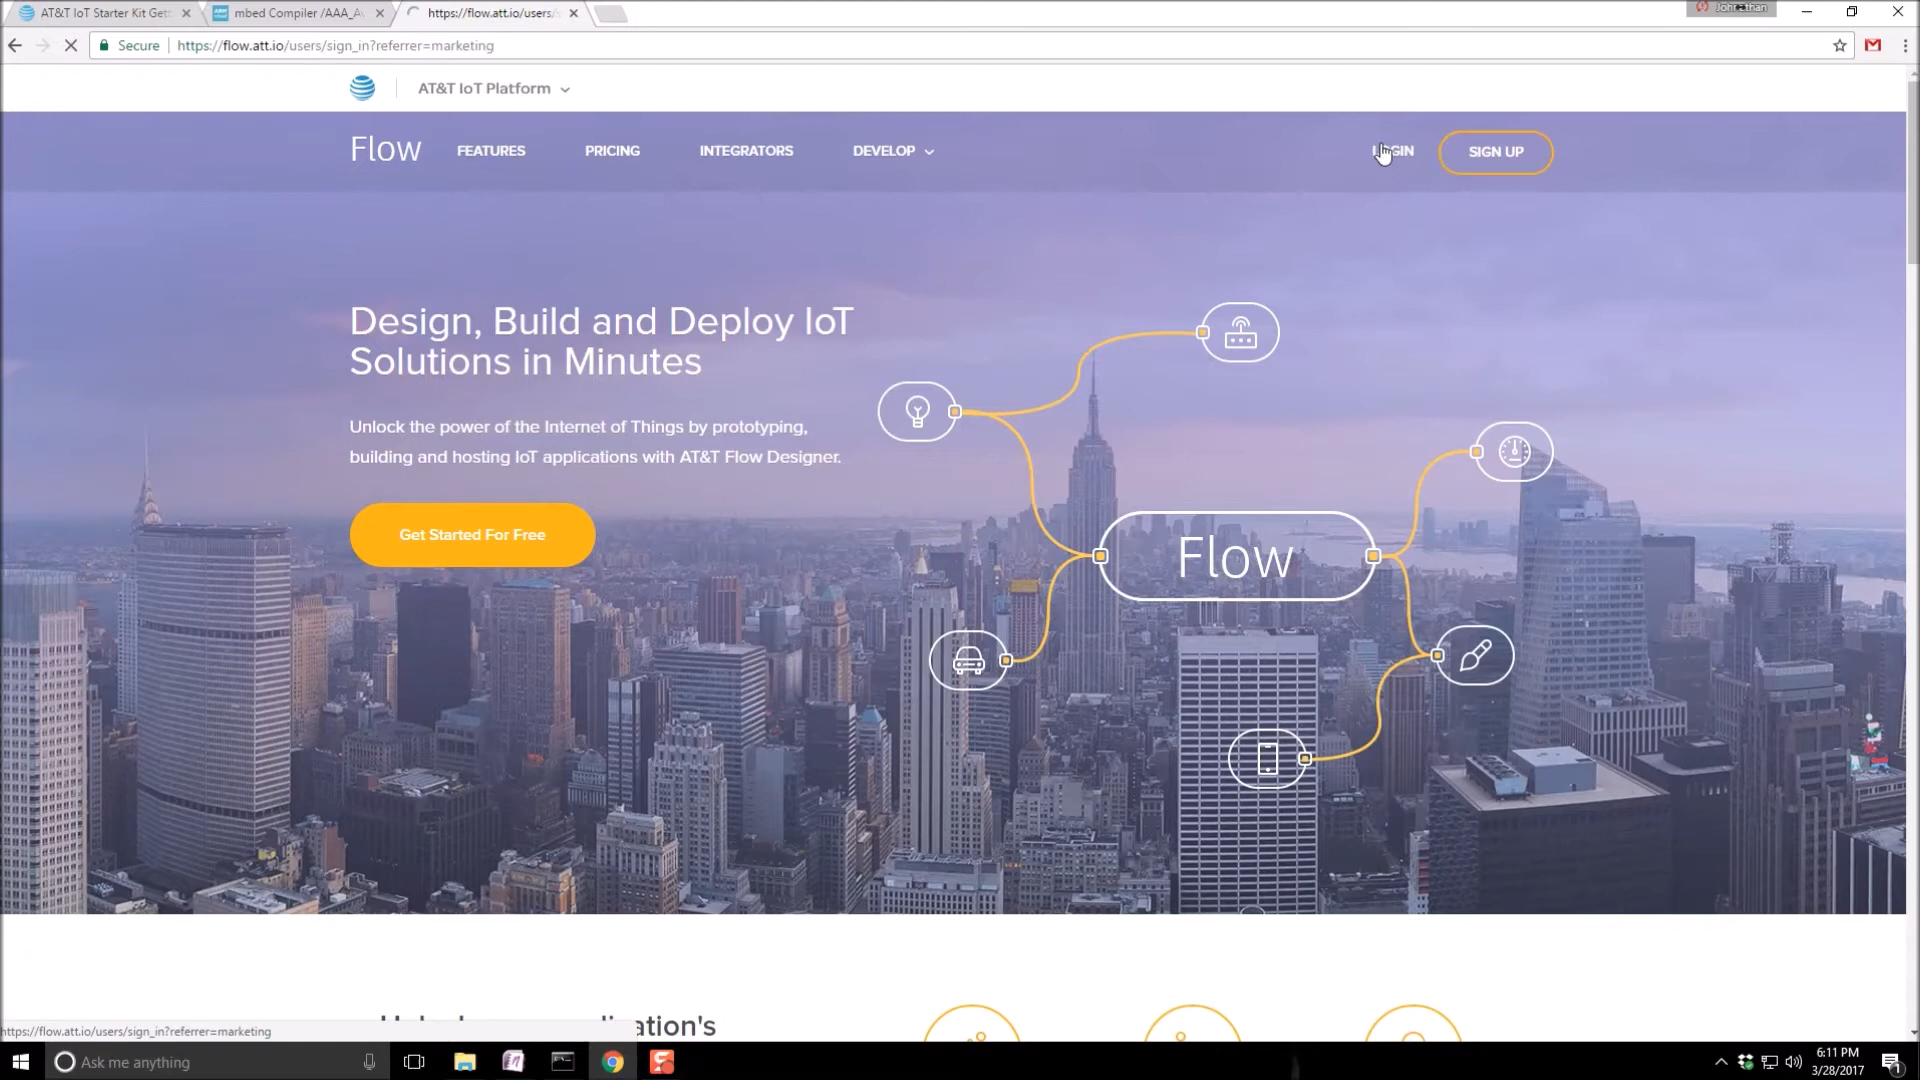 AT&T IoT Starter Kit Gett
mbed Compiler /AAA_A
https://flow.att.io/users/
Johnathan
Secure
https://flow.att.io/users/sign_in?referrer=marketing
AT&T IoT Platform
Flow
FEATURES
PRICING
INTEGRATORS
DEVELOP
LOGIN
SIGN UP
Design, Build and Deploy IoT
Solutions in Minutes
Unlock the power of the Internet of Things by prototyping,
building and hosting IoT applications with AT&T Flow Designer.
Get Started For Free
Flow
https://flow.att.io/users/sign_in?referrer=marketing
Ask me anything
6:11 PM
3/28/2017
1